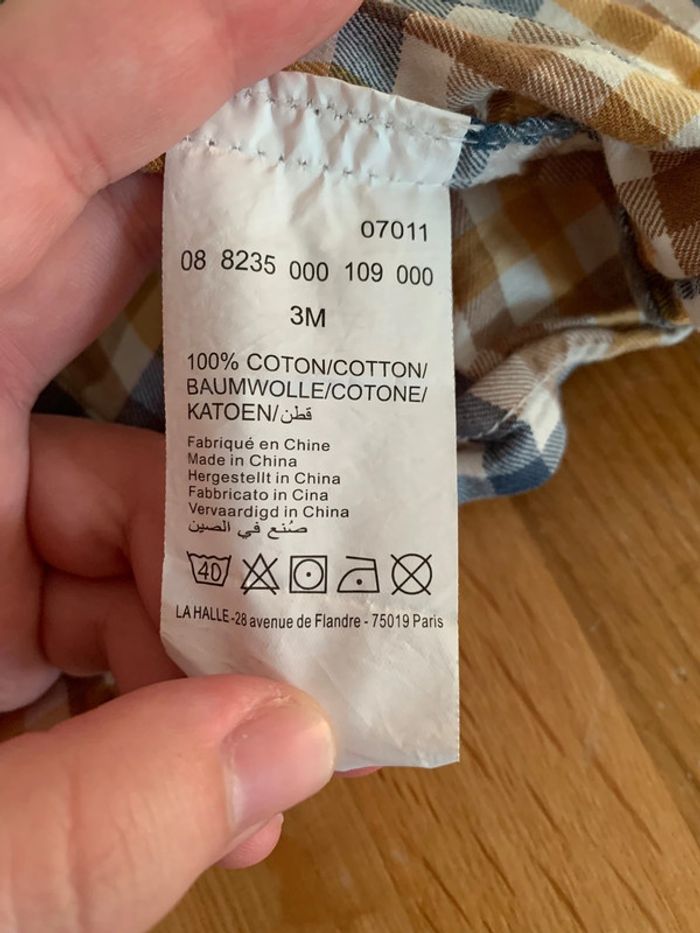 07011
08 8235 000 109 000
3M
100% COTON/COTTON/
BAUMWOLLE/COTONE/
KATOEN/قطن
Fabriqué en Chine
Made in China
Hergestellt in China
Fabbricato in Cina
Vervaardigd in China
صُنع في الصين
40
LA HALLE-28 avenue de Flandre - 75019 Paris